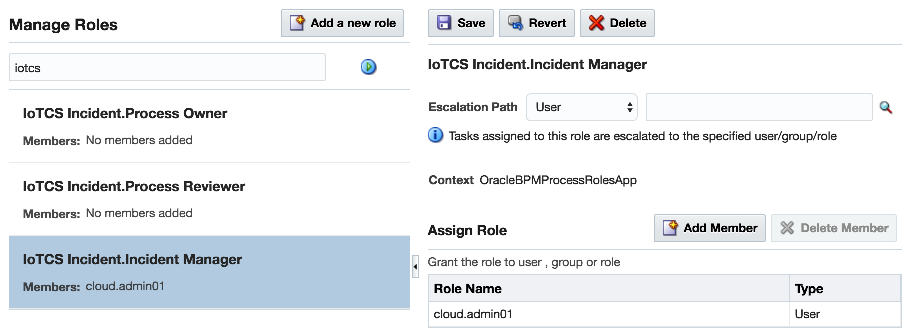 Manage Roles
Add a new role
iotcs
IoTCS Incident.Process Owner
Members: No members added
IoTCS Incident.Process Reviewer
Members: No members added
IoTCS Incident.Incident Manager
Members: cloud.admin01
Save Revert Delete
IoTCS Incident.Incident Manager
Escalation Path User
Tasks assigned to this role are escalated to the specified user/group/role
Context OracleBPMProcessRolesApp
Assign Role Add Member Delete Member
Grant the role to user , group or role
Role Name Type
cloud.admin01 User